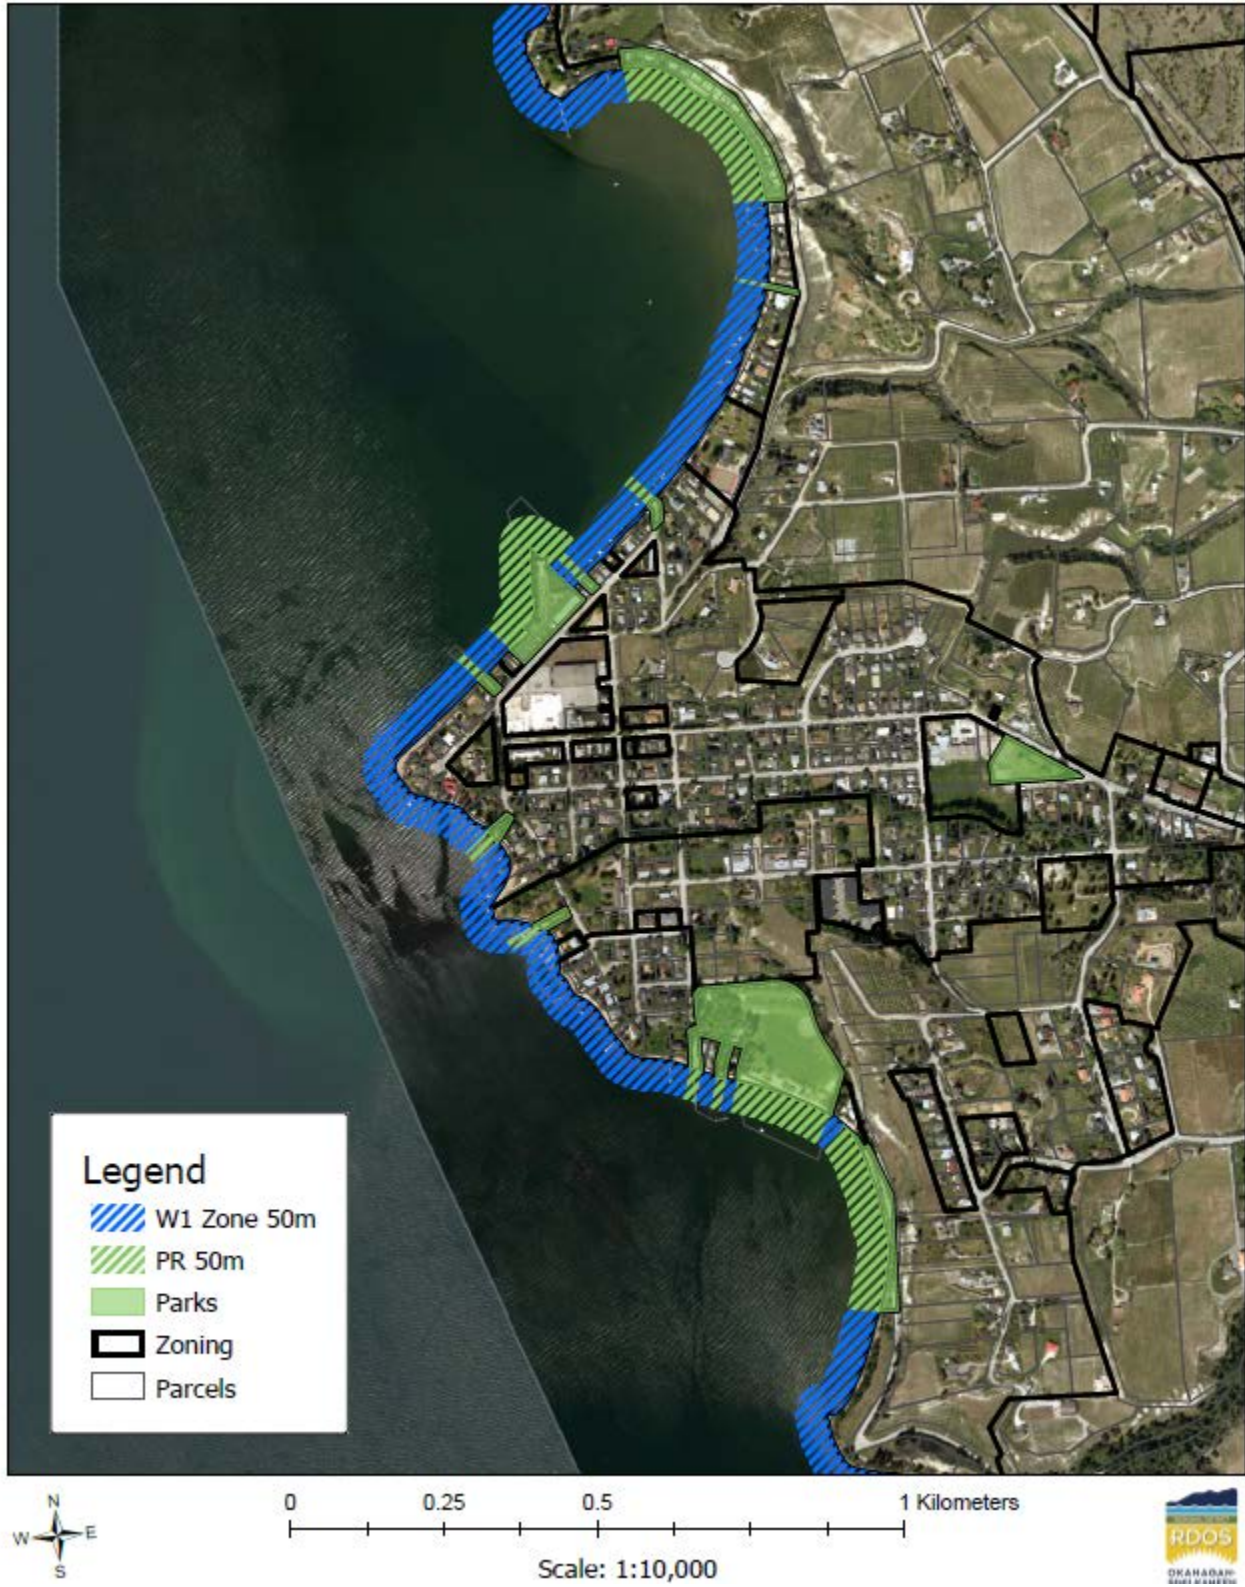 Legend
W1 Zone 50m
PR 50m
Parks
Zoning
Parcels
N
W E
S
0 0.25 0.5 1 Kilometers
Scale: 1:10,000
RDOS
OKANAGAN-